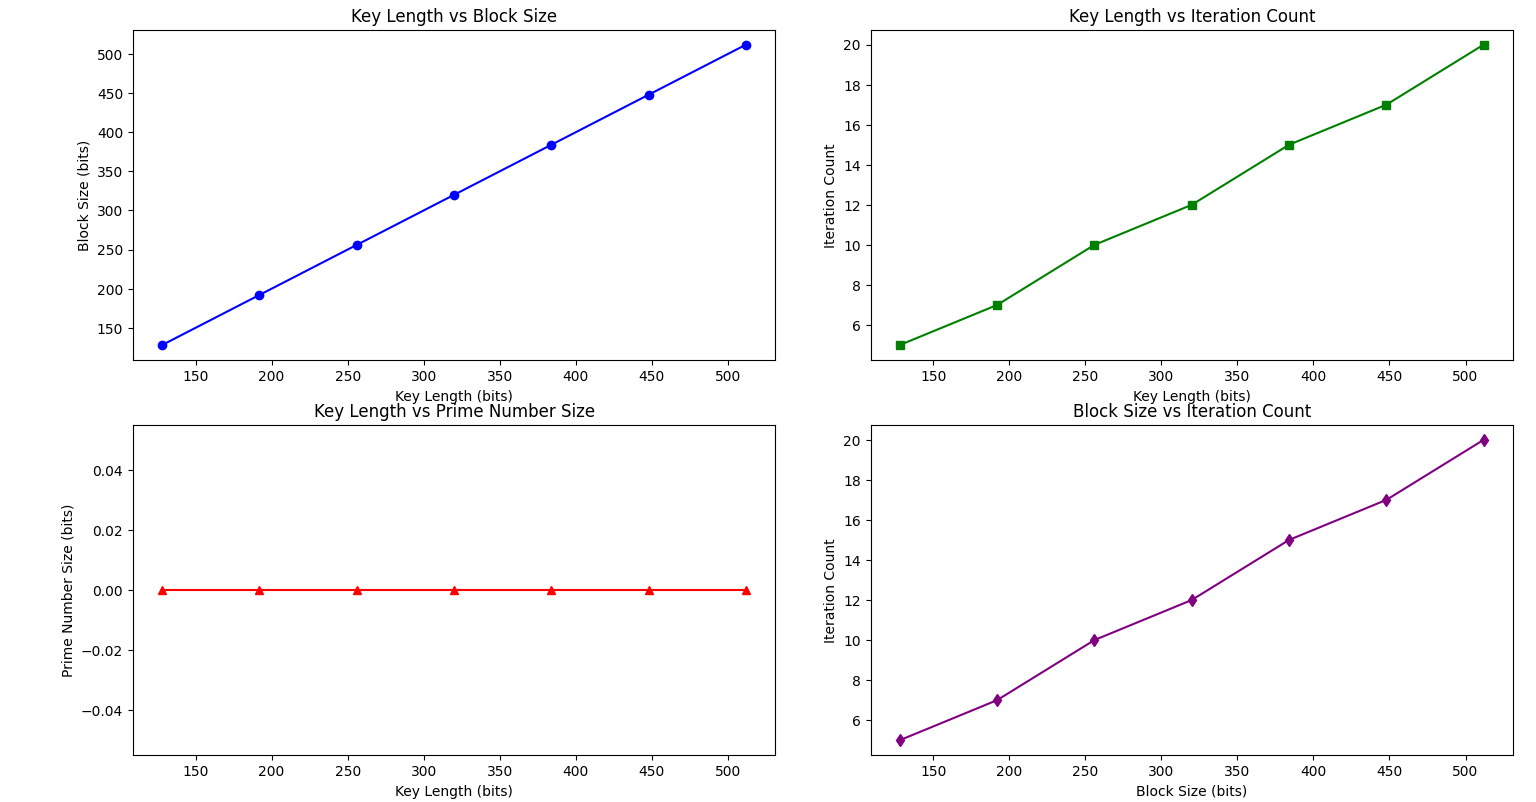 Key Length vs Block Size
Block Size (bits)
500
450
400
350
300
250
200
150
150 200 250 300 350 400 450 500
Key Length (bits)
Key Length vs Iteration Count
Iteration Count
20
18
16
14
12
10
8
6
150 200 250 300 350 400 450 500
Key Length (bits)
Key Length vs Prime Number Size
Prime Number Size (bits)
0.04
0.02
0.00
−0.02
−0.04
150 200 250 300 350 400 450 500
Key Length (bits)
Block Size vs Iteration Count
Iteration Count
20
18
16
14
12
10
8
6
150 200 250 300 350 400 450 500
Block Size (bits)